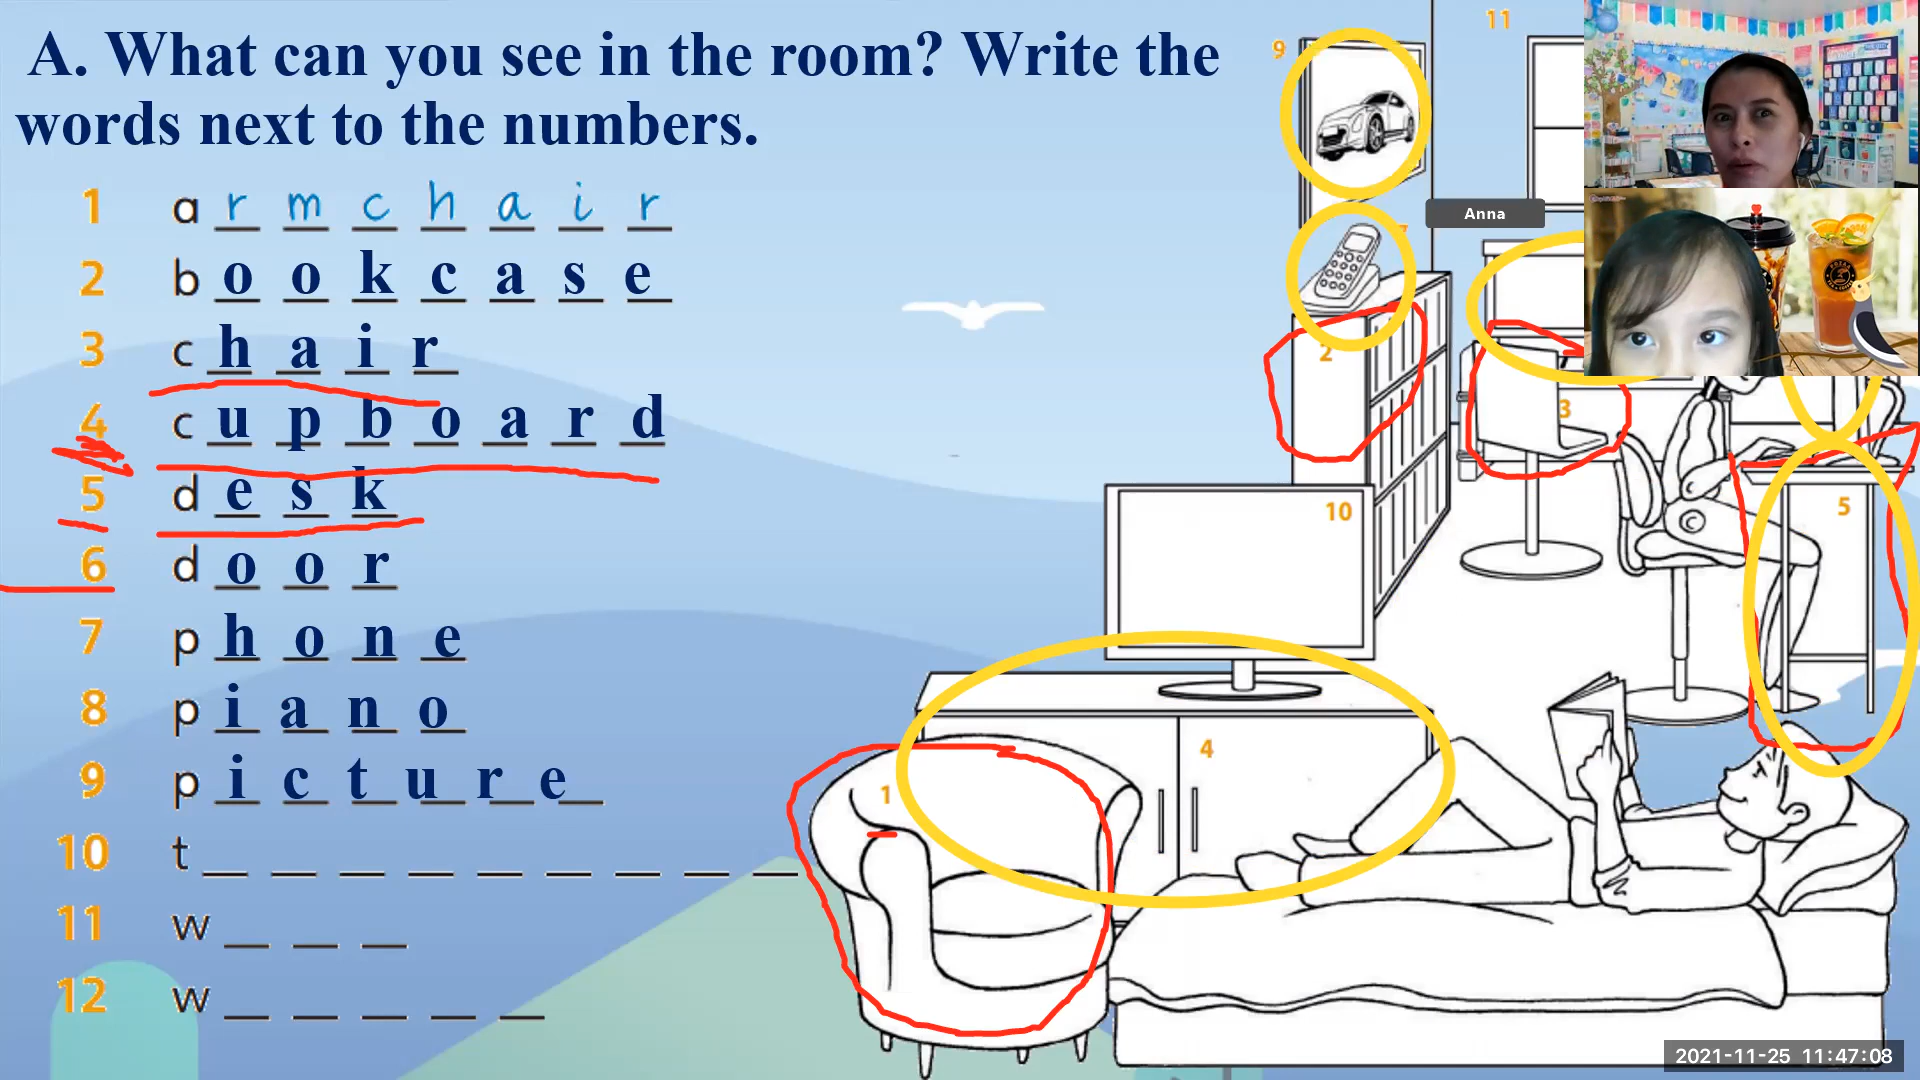 A. What can you see in the room? Write the
words next to the numbers.
1 a r m c h a i r
2 b o o k c a s e
3 c h a i r
4 c u p b o a r d
5 d e s k
6 d o o r
7 p h o n e
8 p i a n o
9 p i c t u r e
10 t _ _ _ _ _ _ _ _ _
11 w _ _ _
12 w _ _ _ _ _
9
11
Anna
7
2
3
10
5
4
1
2021-11-25 11:47:08